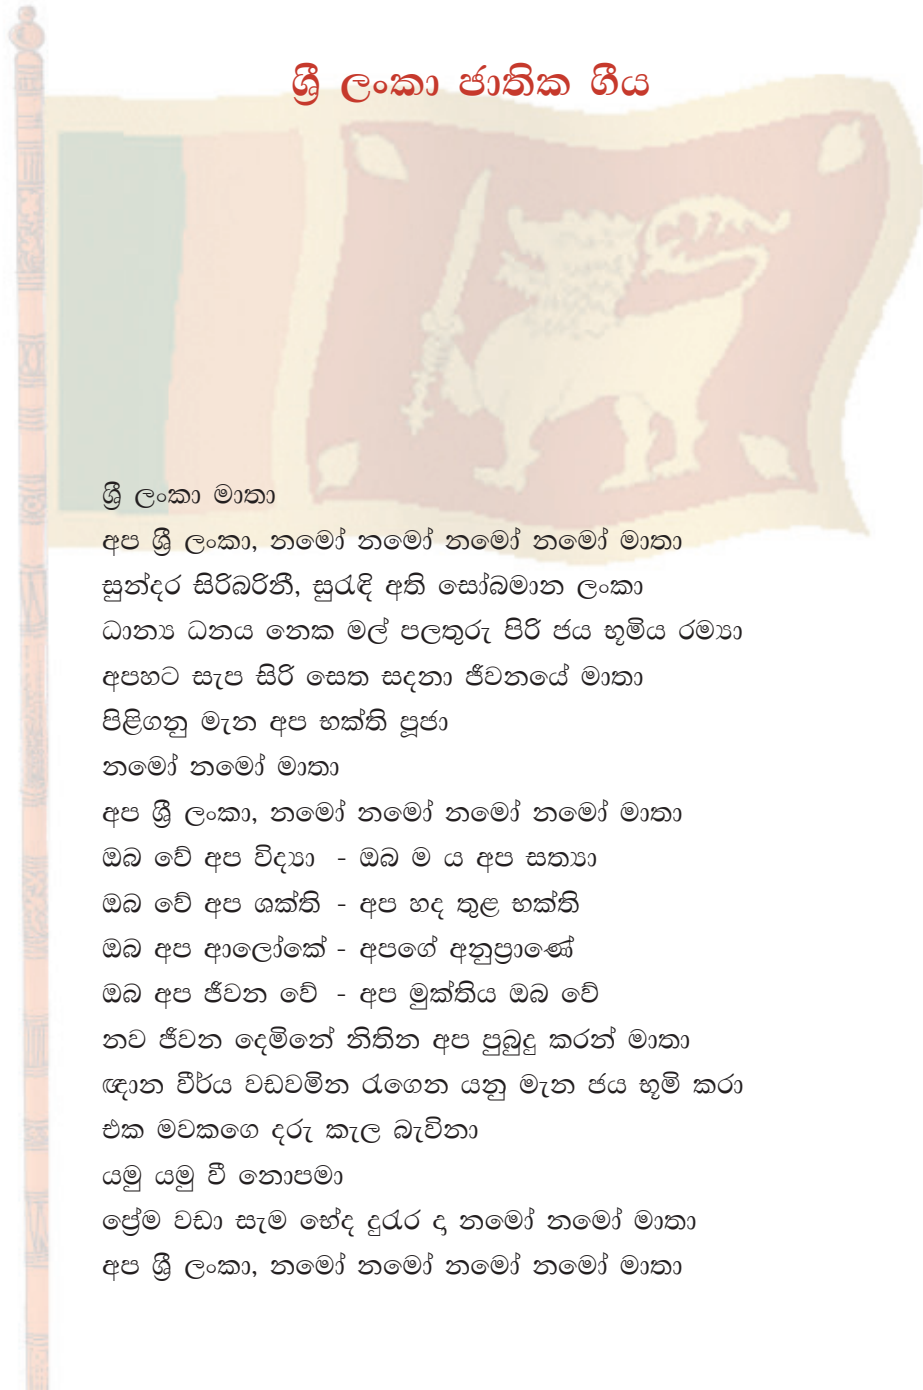 ශ්‍රී ලංකා ජාතික ගීය
ශ්‍රී ලංකා මාතා
අප ශ්‍රී ලංකා, නමෝ නමෝ නමෝ නමෝ මාතා
සුන්දර සිරිබරිනී, සුරැඳි අති සෝබමාන ලංකා
ධාන්‍ය ධනය නෙක මල් පලතුරු පිරි ජය භූමිය රම්‍යා
අපහට සැප සිරි සෙත සදනා ජීවනයේ මාතා
පිළිගනු මැන අප භක්ති පූජා
නමෝ නමෝ මාතා
අප ශ්‍රී ලංකා, නමෝ නමෝ නමෝ නමෝ මාතා
ඔබ වේ අප විද්‍යා - ඔබ ම ය අප සත්‍යා
ඔබ වේ අප ශක්ති - අප හද තුළ භක්ති
ඔබ අප ආලෝකේ - අපගේ අනුප්‍රාණේ
ඔබ අප ජීවන වේ - අප මුක්තිය ඔබ වේ
නව ජීවන දෙමිනේ නිතින අප පුබුදු කරන් මාතා
ඥාන වීර්ය වඩවමින රැගෙන යනු මැන ජය භූමි කරා
එක මවකගෙ දරු කැල බැවිනා
යමු යමු වී නොපමා
ප්‍රේම වඩා සැම භේද දුරැර දා නමෝ නමෝ මාතා
අප ශ්‍රී ලංකා, නමෝ නමෝ නමෝ නමෝ මාතා